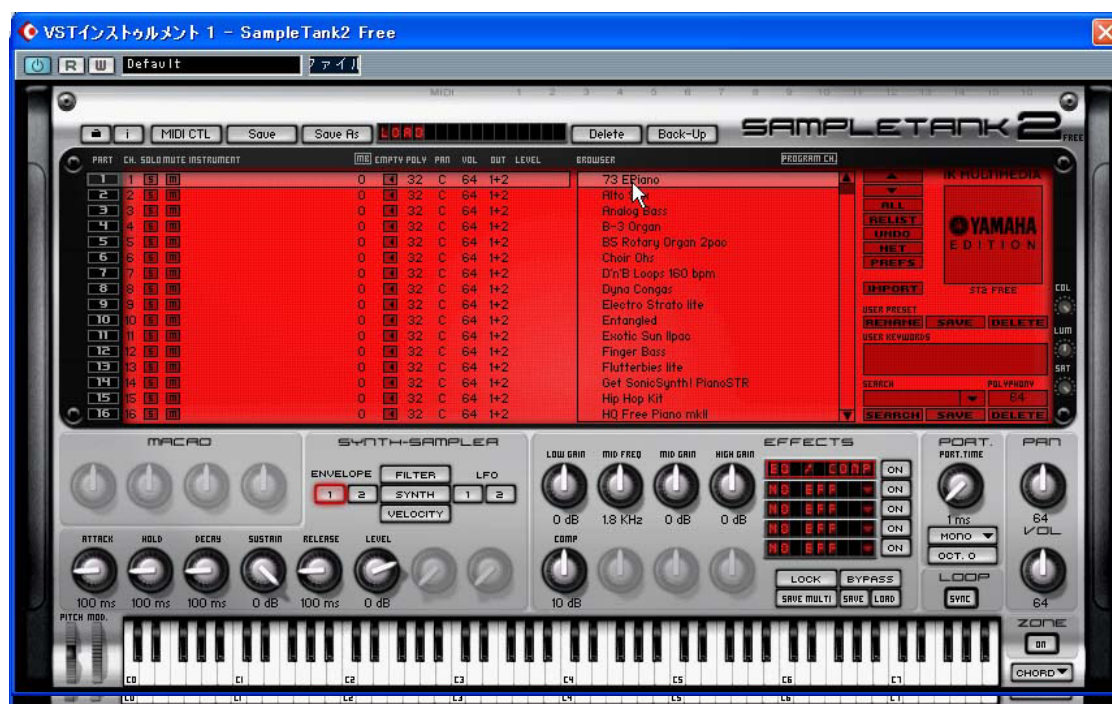 VSTインストゥルメント 1 - SampleTank2 Free
R W Default ファイル
MIDI 1 2 3 4 5 6 7 8 9 10 11 12 13 14 15 16
i MIDI CTL Save Save As LOAD Delete Back-Up SAMPLETANK 2 FREE
PART CH. SOLO MUTE INSTRUMENT MB EMPTY POLY PAN VOL OUT LEVEL BROWSER PROGRAM CH.
1 1 S M 0 32 C 64 1+2 73 EPiano
2 2 S M 0 32 C 64 1+2 Alto
3 3 S M 0 32 C 64 1+2 Analog Bass
4 4 S M 0 32 C 64 1+2 B-3 Organ
5 5 S M 0 32 C 64 1+2 BS Rotary Organ 2pao
6 6 S M 0 32 C 64 1+2 Choir Ohs
7 7 S M 0 32 C 64 1+2 D'n'B Loops 160 bpm
8 8 S M 0 32 C 64 1+2 Dyna Congas
9 9 S M 0 32 C 64 1+2 Electro Strato lite
10 10 S M 0 32 C 64 1+2 Entangled
11 11 S M 0 32 C 64 1+2 Exotic Sun llpao
12 12 S M 0 32 C 64 1+2 Finger Bass
13 13 S M 0 32 C 64 1+2 Flutterbies lite
14 14 S M 0 32 C 64 1+2 Get SonicSynth! PianoSTR
15 15 S M 0 32 C 64 1+2 Hip Hop Kit
16 16 S M 0 32 C 64 1+2 HQ Free Piano mkII
IK MULTIMEDIA
ALL
RELIST
UNDO
NET
PREFS
YAMAHA
EDITION
IMPORT ST2 FREE
USER PRESET
RENAME SAVE DELETE
USER KEYWORDS
SEARCH POLYPHONY
64
SEARCH SAVE DELETE
COL
LUM
SAT
MACRO
SYNTH-SAMPLER
ENVELOPE FILTER LFO
1 2 SYNTH 1 2
VELOCITY
ATTACK HOLD DECAY SUSTAIN RELEASE LEVEL
100 ms 100 ms 100 ms 0 dB 100 ms 0 dB
EFFECTS
LOW GAIN MID FREQ MID GAIN HIGH GAIN
0 dB 1.8 KHz 0 dB 0 dB
COMP
10 dB
EQ / COMP ON
NO EFF ON
NO EFF ON
NO EFF ON
NO EFF ON
LOCK BYPASS
SAVE MULTI SAVE LOAD
PORT.
PORT.TIME
1 ms
MONO
OCT. 0
LOOP
SYNC
PAN
64
VOL
64
ZONE
ON
CHORD
PITCH MOD.
C0 C1 C2 C3 C4 C5 C6 C7
C0 C1 C2 C3 C4 C5 C6 C7